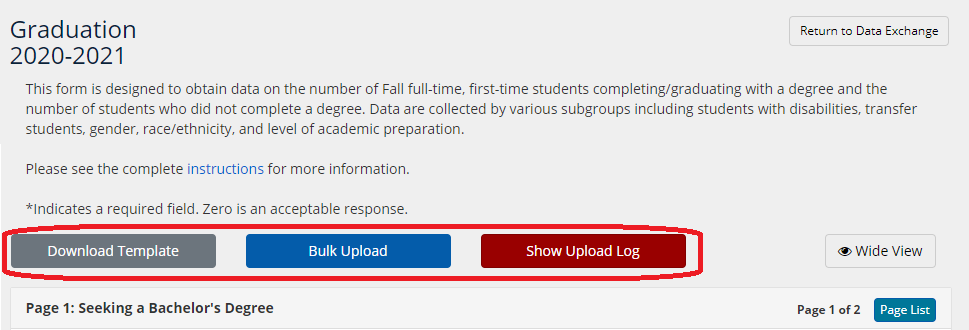 Graduation
2020-2021
Return to Data Exchange
This form is designed to obtain data on the number of Fall full-time, first-time students completing/graduating with a degree and the
number of students who did not complete a degree. Data are collected by various subgroups including students with disabilities, transfer
students, gender, race/ethnicity, and level of academic preparation.
Please see the complete instructions for more information.
*Indicates a required field. Zero is an acceptable response.
Download Template Bulk Upload Show Upload Log Wide View
Page 1: Seeking a Bachelor's Degree Page 1 of 2 Page List